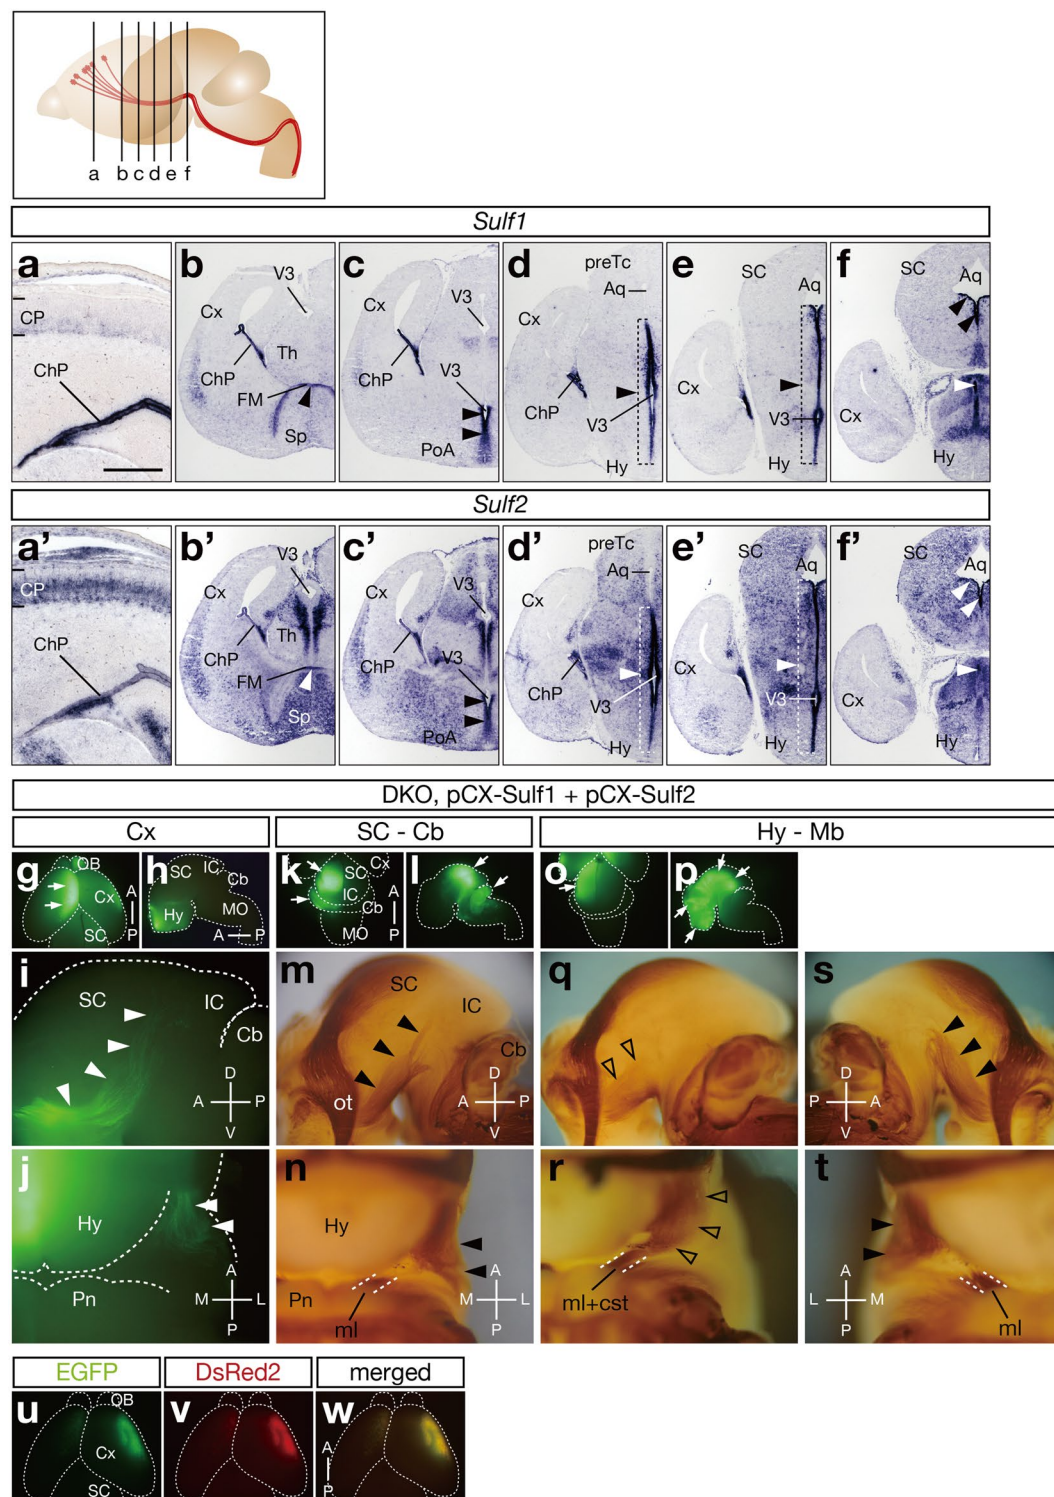 a b c d e f
Sulf1
a
CP
ChP
b
V3
Cx
Th
ChP
FM
Sp
c
V3
Cx
ChP
V3
PoA
d
preTc
Aq
Cx
ChP
V3
Hy
e
SC
Cx
V3
Hy
f
SC
Aq
Cx
Hy
Sulf2
a'
CP
ChP
b'
V3
Cx
Th
ChP
FM
Sp
c'
Cx
V3
ChP
V3
PoA
d'
preTc
Aq
Cx
ChP
V3
Hy
e'
SC
Cx
V3
Hy
f'
SC
Aq
Cx
Hy
DKO, pCX-Sulf1 + pCX-Sulf2
Cx
SC - Cb
Hy - Mb
g
OB
Cx
A
P
SC
h
SC
IC
Cb
Hy
MO
A P
k
Cx
SC
IC
A
Cb
P
MO
l
o
p
i
SC
IC
Cb
D
A P
V
m
SC
IC
Cb
ot
D
A P
V
q
s
D
P A
V
j
Hy
Pn
A
M L
P
n
Hy
Pn
ml
A
M L
P
r
ml+cst
t
A
L M
P
ml
EGFP
DsRed2
merged
u
OB
Cx
SC
v
w
A
P